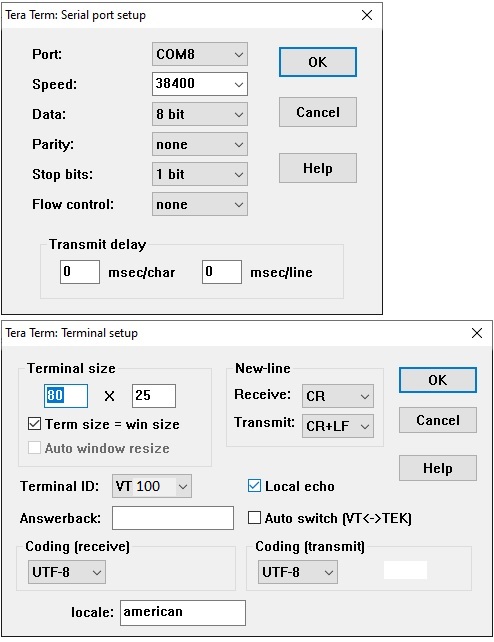 Tera Term: Serial port setup
Port: COM8 OK
Speed: 38400
Data: 8 bit Cancel
Parity: none
Stop bits: 1 bit Help
Flow control: none
Transmit delay
0 msec/char 0 msec/line
Tera Term: Terminal setup
Terminal size New-line OK
80 X 25 Receive: CR
Term size = win size Transmit: CR+LF Cancel
Auto window resize
Help
Terminal ID: VT 100 Local echo
Answerback: Auto switch (VT<->TEK)
Coding (receive) Coding (transmit)
UTF-8 UTF-8
locale: american